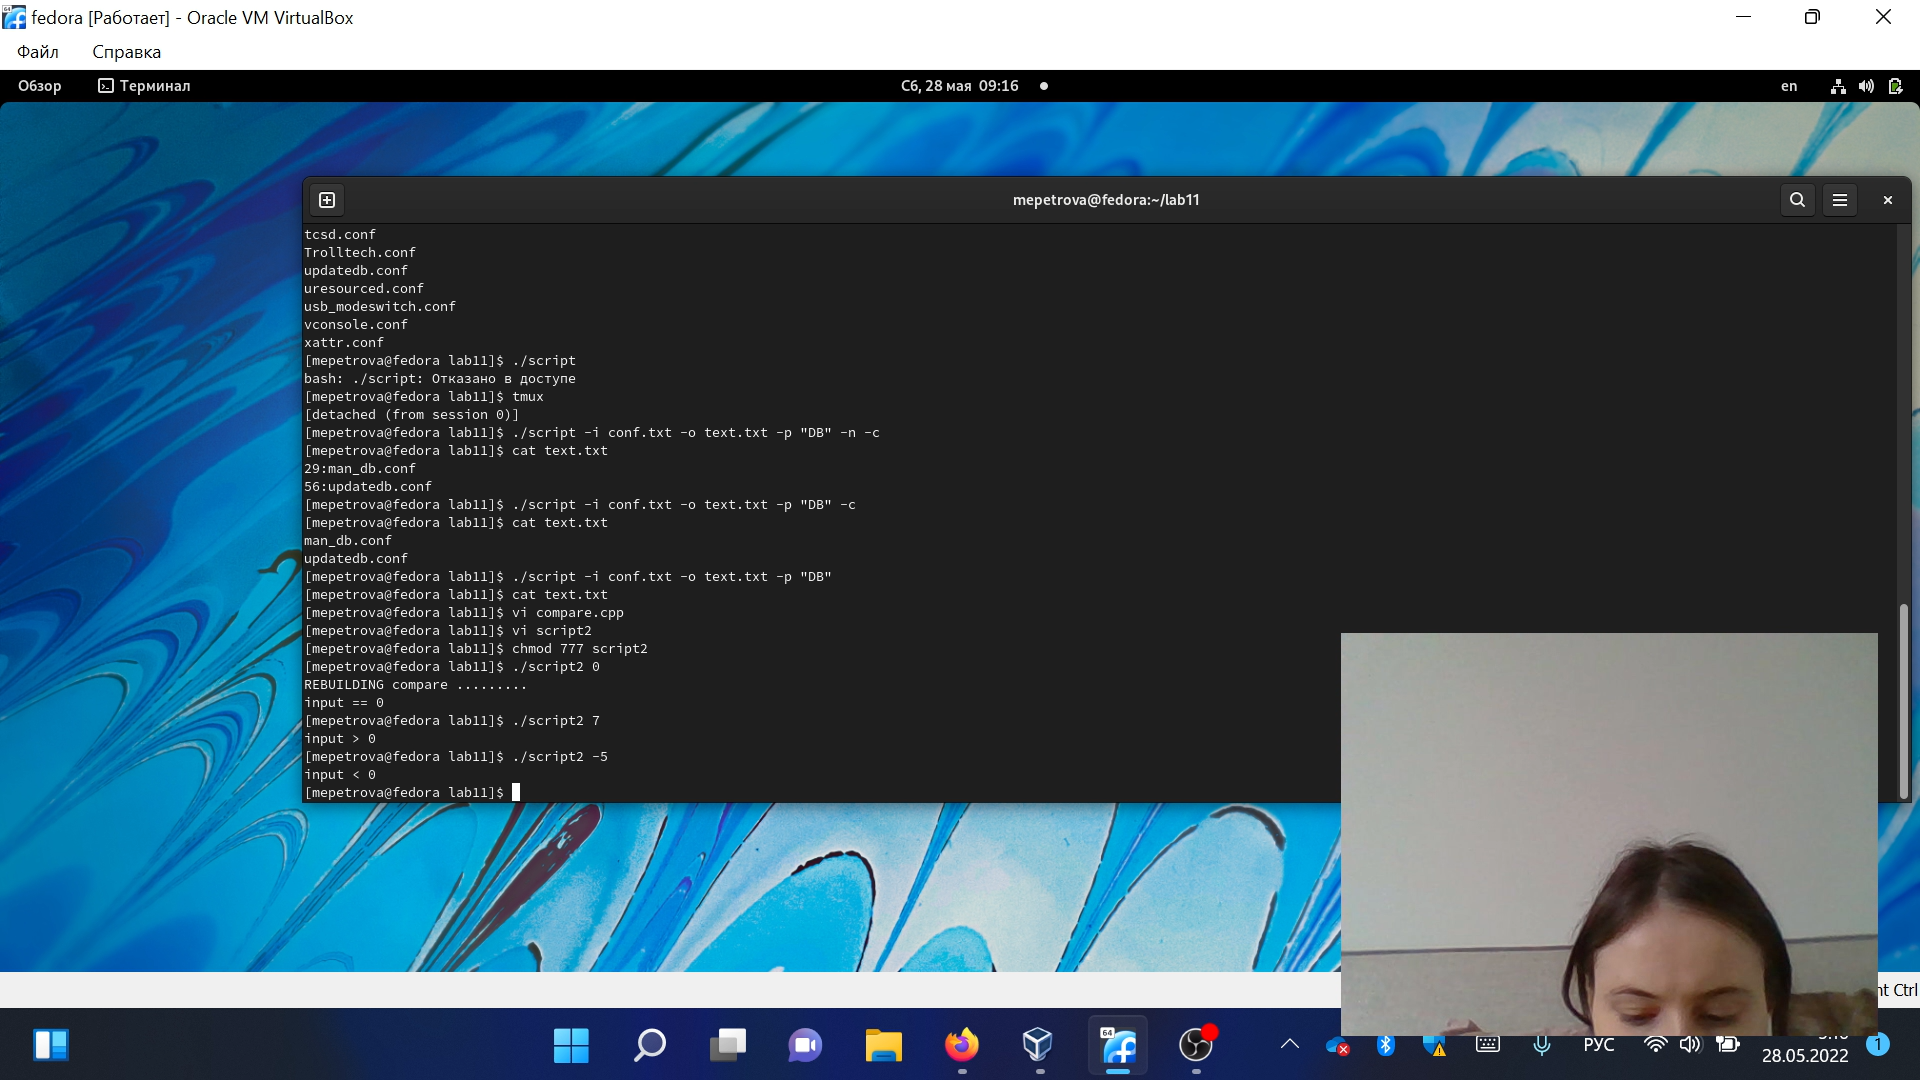 fedora [Работает] - Oracle VM VirtualBox
Файл Справка
Обзор Терминал Сб, 28 мая 09:16 en
mepetrova@fedora:~/lab11
tcsd.conf
Trolltech.conf
updatedb.conf
uresourced.conf
usb_modeswitch.conf
vconsole.conf
xattr.conf
[mepetrova@fedora lab11]$ ./script
bash: ./script: Отказано в доступе
[mepetrova@fedora lab11]$ tmux
[detached (from session 0)]
[mepetrova@fedora lab11]$ ./script -i conf.txt -o text.txt -p "DB" -n -c
[mepetrova@fedora lab11]$ cat text.txt
29:man_db.conf
56:updatedb.conf
[mepetrova@fedora lab11]$ ./script -i conf.txt -o text.txt -p "DB" -c
[mepetrova@fedora lab11]$ cat text.txt
man_db.conf
updatedb.conf
[mepetrova@fedora lab11]$ ./script -i conf.txt -o text.txt -p "DB"
[mepetrova@fedora lab11]$ cat text.txt
[mepetrova@fedora lab11]$ vi compare.cpp
[mepetrova@fedora lab11]$ vi script2
[mepetrova@fedora lab11]$ chmod 777 script2
[mepetrova@fedora lab11]$ ./script2 0
REBUILDING compare .........
input == 0
[mepetrova@fedora lab11]$ ./script2 7
input > 0
[mepetrova@fedora lab11]$ ./script2 -5
input < 0
[mepetrova@fedora lab11]$
Ctrl
64
РУС
28.05.2022
1